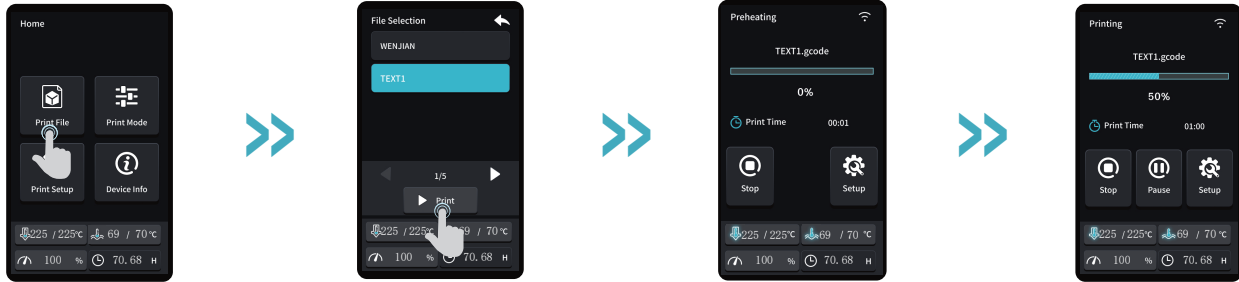 Home
Print File
Print Mode
Print Setup
Device Info
225 / 225℃
69 / 70℃
100 %
70.68 H
File Selection
WENJIAN
TEXT1
1/5
Print
225 / 225℃
69 / 70℃
100 %
70.68 H
Preheating
TEXT1.gcode
0%
Print Time 00:01
Stop
Setup
225 / 225℃
69 / 70 ℃
100 %
70.68 H
Printing
TEXT1.gcode
50%
Print Time 01:00
Stop
Pause
Setup
225 / 225℃
69 / 70℃
100 %
70.68 H